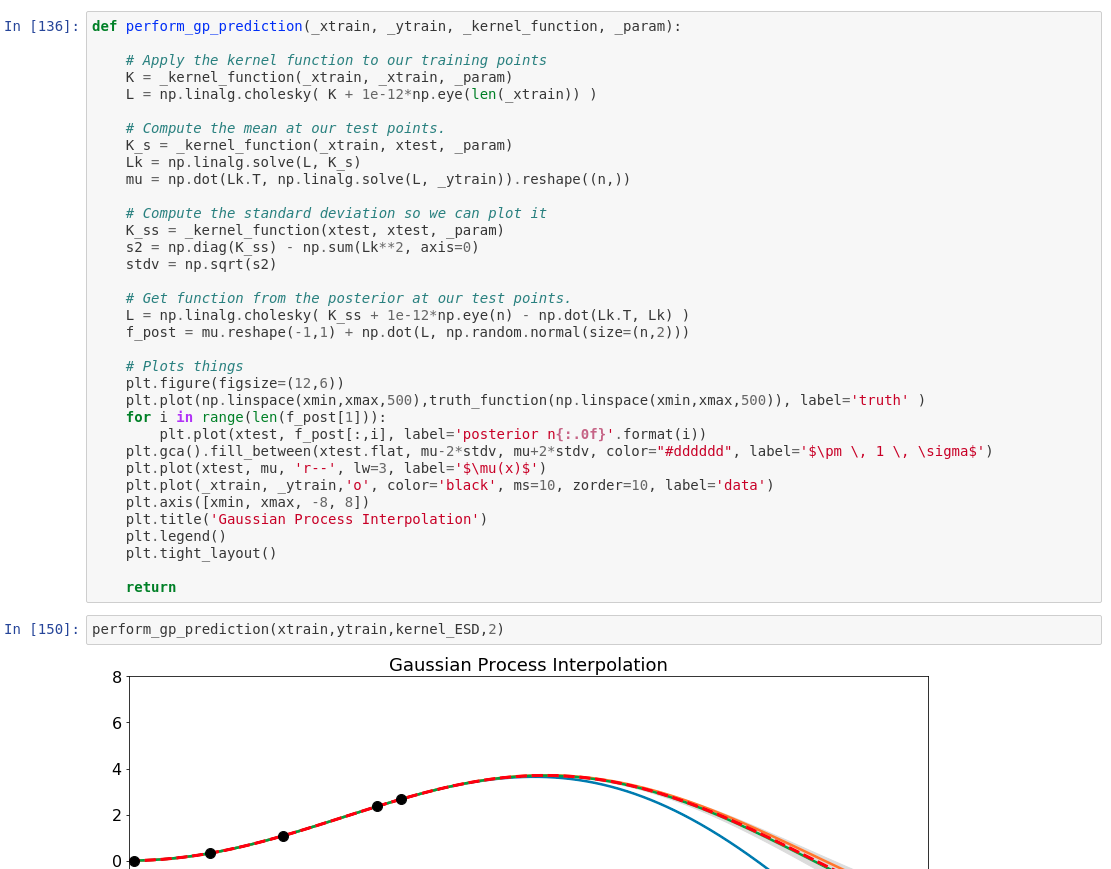 In [136]: def perform_gp_prediction(_xtrain, _ytrain, _kernel_function, _param):
# Apply the kernel function to our training points
K = _kernel_function(_xtrain, _xtrain, _param)
L = np.linalg.cholesky( K + 1e-12*np.eye(len(_xtrain)) )
# Compute the mean at our test points.
K_s = _kernel_function(_xtrain, xtest, _param)
Lk = np.linalg.solve(L, K_s)
mu = np.dot(Lk.T, np.linalg.solve(L, _ytrain)).reshape((n,))
# Compute the standard deviation so we can plot it
K_ss = _kernel_function(xtest, xtest, _param)
s2 = np.diag(K_ss) - np.sum(Lk**2, axis=0)
stdv = np.sqrt(s2)
# Get function from the posterior at our test points.
L = np.linalg.cholesky( K_ss + 1e-12*np.eye(n) - np.dot(Lk.T, Lk) )
f_post = mu.reshape(-1,1) + np.dot(L, np.random.normal(size=(n,2)))
# Plots things
plt.figure(figsize=(12,6))
plt.plot(np.linspace(xmin,xmax,500),truth_function(np.linspace(xmin,xmax,500)), label='truth' )
for i in range(len(f_post[1])):
plt.plot(xtest, f_post[:,i], label='posterior n{:.0f}'.format(i))
plt.gca().fill_between(xtest.flat, mu-2*stdv, mu+2*stdv, color="#dddddd", label='$\pm \, 1 \, \sigma$')
plt.plot(xtest, mu, 'r--', lw=3, label='$\mu(x)$')
plt.plot(_xtrain, _ytrain,'o', color='black', ms=10, zorder=10, label='data')
plt.axis([xmin, xmax, -8, 8])
plt.title('Gaussian Process Interpolation')
plt.legend()
plt.tight_layout()
return
In [150]: perform_gp_prediction(xtrain,ytrain,kernel_ESD,2)
Gaussian Process Interpolation
8
6
4
2
0